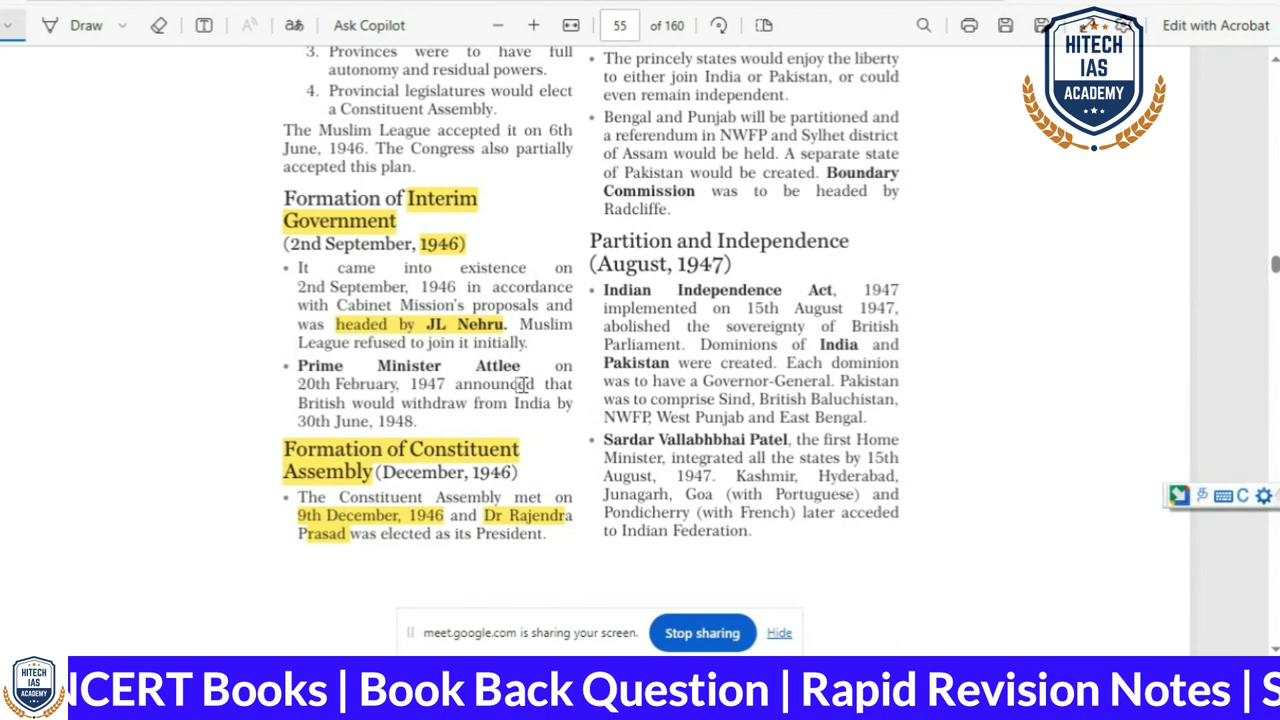 Draw
aあ
Ask Copilot
55 of 160
Edit with Acrobat
HITECH
IAS
ACADEMY
3. Provinces were to have full
autonomy and residual powers.
4. Provincial legislatures would elect
a Constituent Assembly.
The Muslim League accepted it on 6th
June, 1946. The Congress also partially
accepted this plan.
Formation of Interim
Government
(2nd September, 1946)
• It came into existence on
2nd September, 1946 in accordance
with Cabinet Mission's proposals and
was headed by JL Nehru. Muslim
League refused to join it initially.
• Prime Minister Attlee on
20th February, 1947 announced that
British would withdraw from India by
30th June, 1948.
Formation of Constituent
Assembly (December, 1946)
• The Constituent Assembly met on
9th December, 1946 and Dr Rajendra
Prasad was elected as its President.
• The princely states would enjoy the liberty
to either join India or Pakistan, or could
even remain independent.
• Bengal and Punjab will be partitioned and
a referendum in NWFP and Sylhet district
of Assam would be held. A separate state
of Pakistan would be created. Boundary
Commission was to be headed by
Radcliffe.
Partition and Independence
(August, 1947)
• Indian Independence Act, 1947
implemented on 15th August 1947,
abolished the sovereignty of British
Parliament. Dominions of India and
Pakistan were created. Each dominion
was to have a Governor-General. Pakistan
was to comprise Sind, British Baluchistan,
NWFP, West Punjab and East Bengal.
• Sardar Vallabhbhai Patel, the first Home
Minister, integrated all the states by 15th
August, 1947. Kashmir, Hyderabad,
Junagarh, Goa (with Portuguese) and
Pondicherry (with French) later acceded
to Indian Federation.
meet.google.com is sharing your screen.
Stop sharing
Hide
HITECH
IAS
ACADEMY
NCERT Books | Book Back Question | Rapid Revision Notes | S